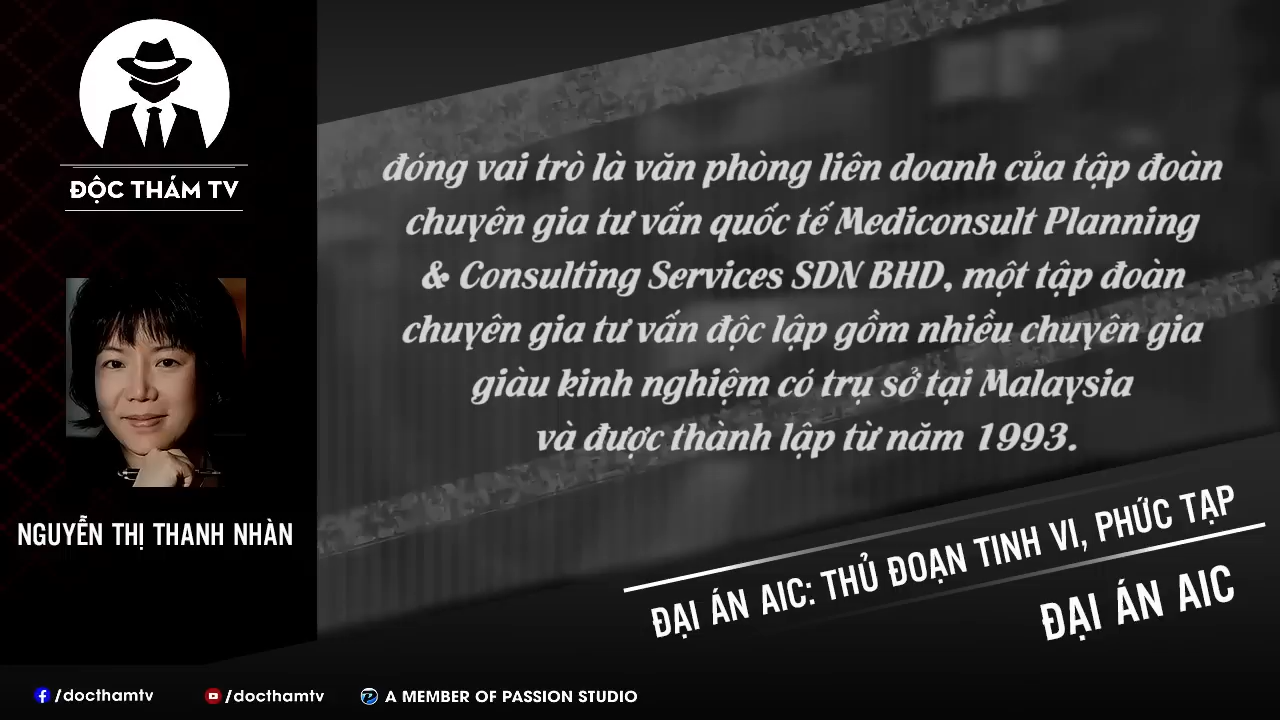 ĐỘC THÁM TV
NGUYỄN THỊ THANH NHÀN
đóng vai trò là văn phòng liên doanh của tập đoàn
chuyên gia tư vấn quốc tế Mediconsult Planning
& Consulting Services SDN BHD, một tập đoàn
chuyên gia tư vấn độc lập gồm nhiều chuyên gia
giàu kinh nghiệm có trụ sở tại Malaysia
và được thành lập từ năm 1993.
ĐẠI ÁN AIC: THỦ ĐOẠN TINH VI, PHỨC TẠP
ĐẠI ÁN AIC
/docthamtv
/docthamtv
A MEMBER OF PASSION STUDIO